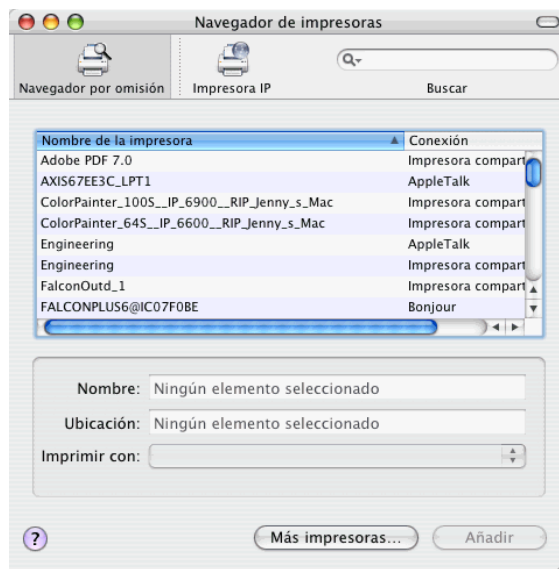 Navegador de impresoras
Navegador por omisión
Impresora IP
Buscar
Nombre de la impresora Conexión
Adobe PDF 7.0 Impresora compart
AXIS67EE3C_LPT1 AppleTalk
ColorPainter_100S__IP_6900__RIP_Jenny_s_Mac Impresora compart
ColorPainter_64S__IP_6600__RIP_Jenny_s_Mac Impresora compart
Engineering AppleTalk
Engineering Impresora compart
FalconOutd_1 Impresora compart
FALCONPLUS6@IC07F0BE Bonjour
Nombre: Ningún elemento seleccionado
Ubicación: Ningún elemento seleccionado
Imprimir con:
? Más impresoras... Añadir